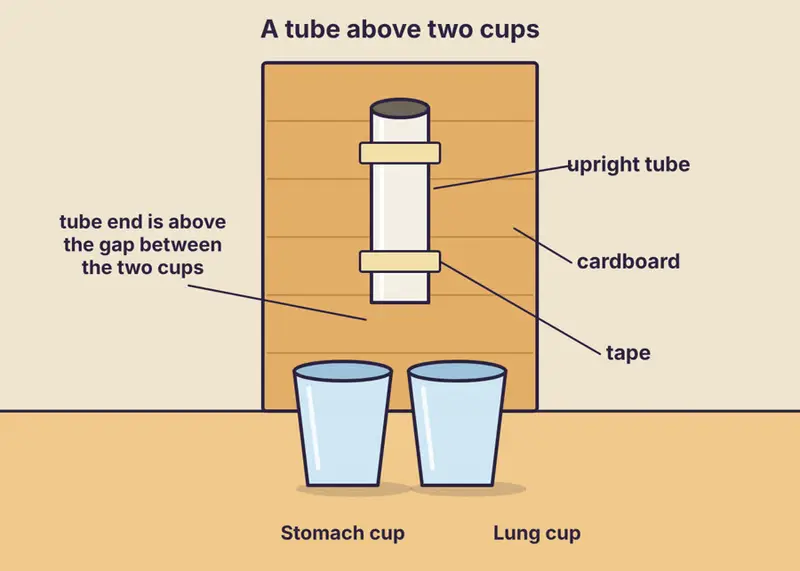 A tube above two cups
upright tube
tube end is above
the gap between
the two cups
cardboard
tape
Stomach cup
Lung cup